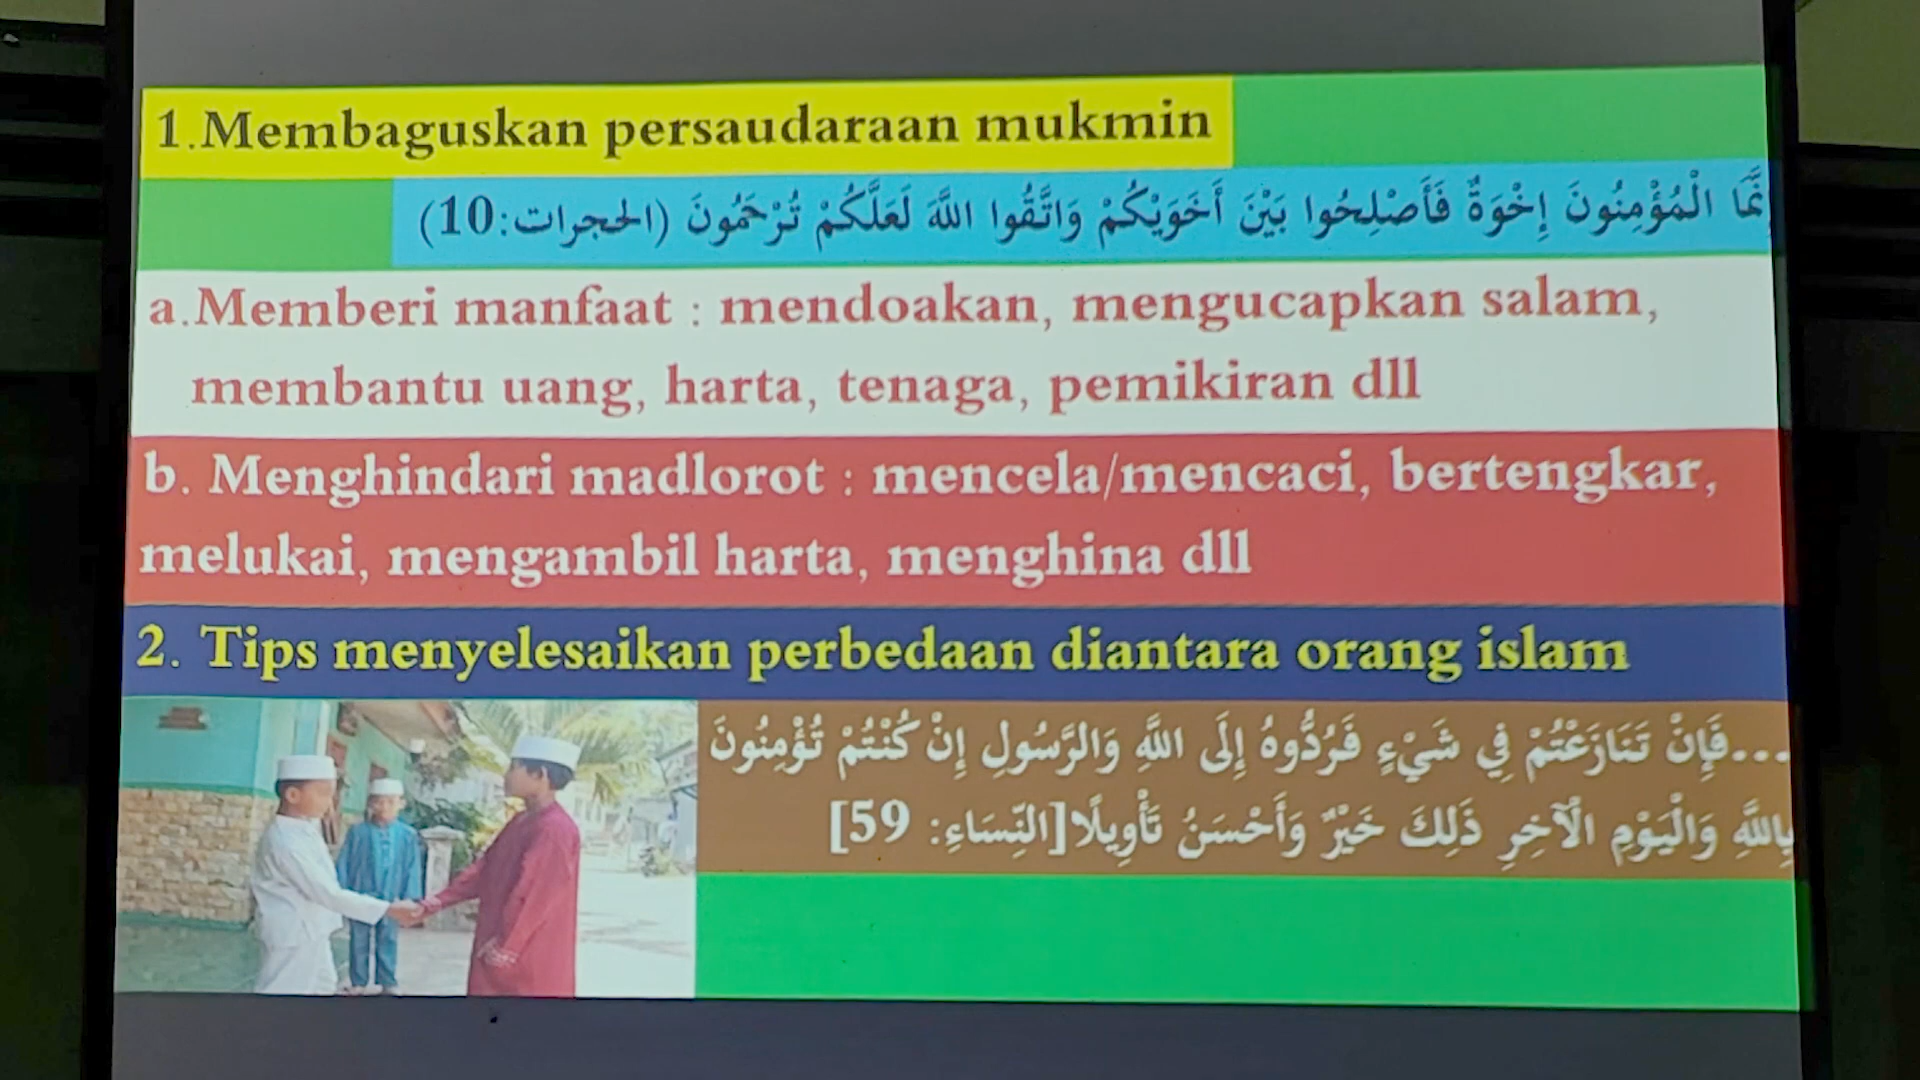 1.Membaguskan persaudaraan mukmin
نَّمَا الْمُؤْمِنُونَ إِخْوَةٌ فَأَصْلِحُوا بَيْنَ أَخَوَيْكُمْ وَاتَّقُوا اللَّهَ لَعَلَّكُمْ تُرْحَمُونَ (الحجرات:10)
a.Memberi manfaat : mendoakan, mengucapkan salam,
membantu uang, harta, tenaga, pemikiran dll
b. Menghindari madlorot : mencela/mencaci, bertengkar,
melukai, mengambil harta, menghina dll
2. Tips menyelesaikan perbedaan diantara orang islam
...فَإِنْ تَنَازَعْتُمْ فِي شَيْءٍ فَرُدُّوهُ إِلَى اللَّهِ وَالرَّسُولِ إِنْ كُنْتُمْ تُؤْمِنُونَ
بِاللَّهِ وَالْيَوْمِ الْآخِرِ ذَلِكَ خَيْرٌ وَأَحْسَنُ تَأْوِيلًا[النِّسَاءِ: 59]